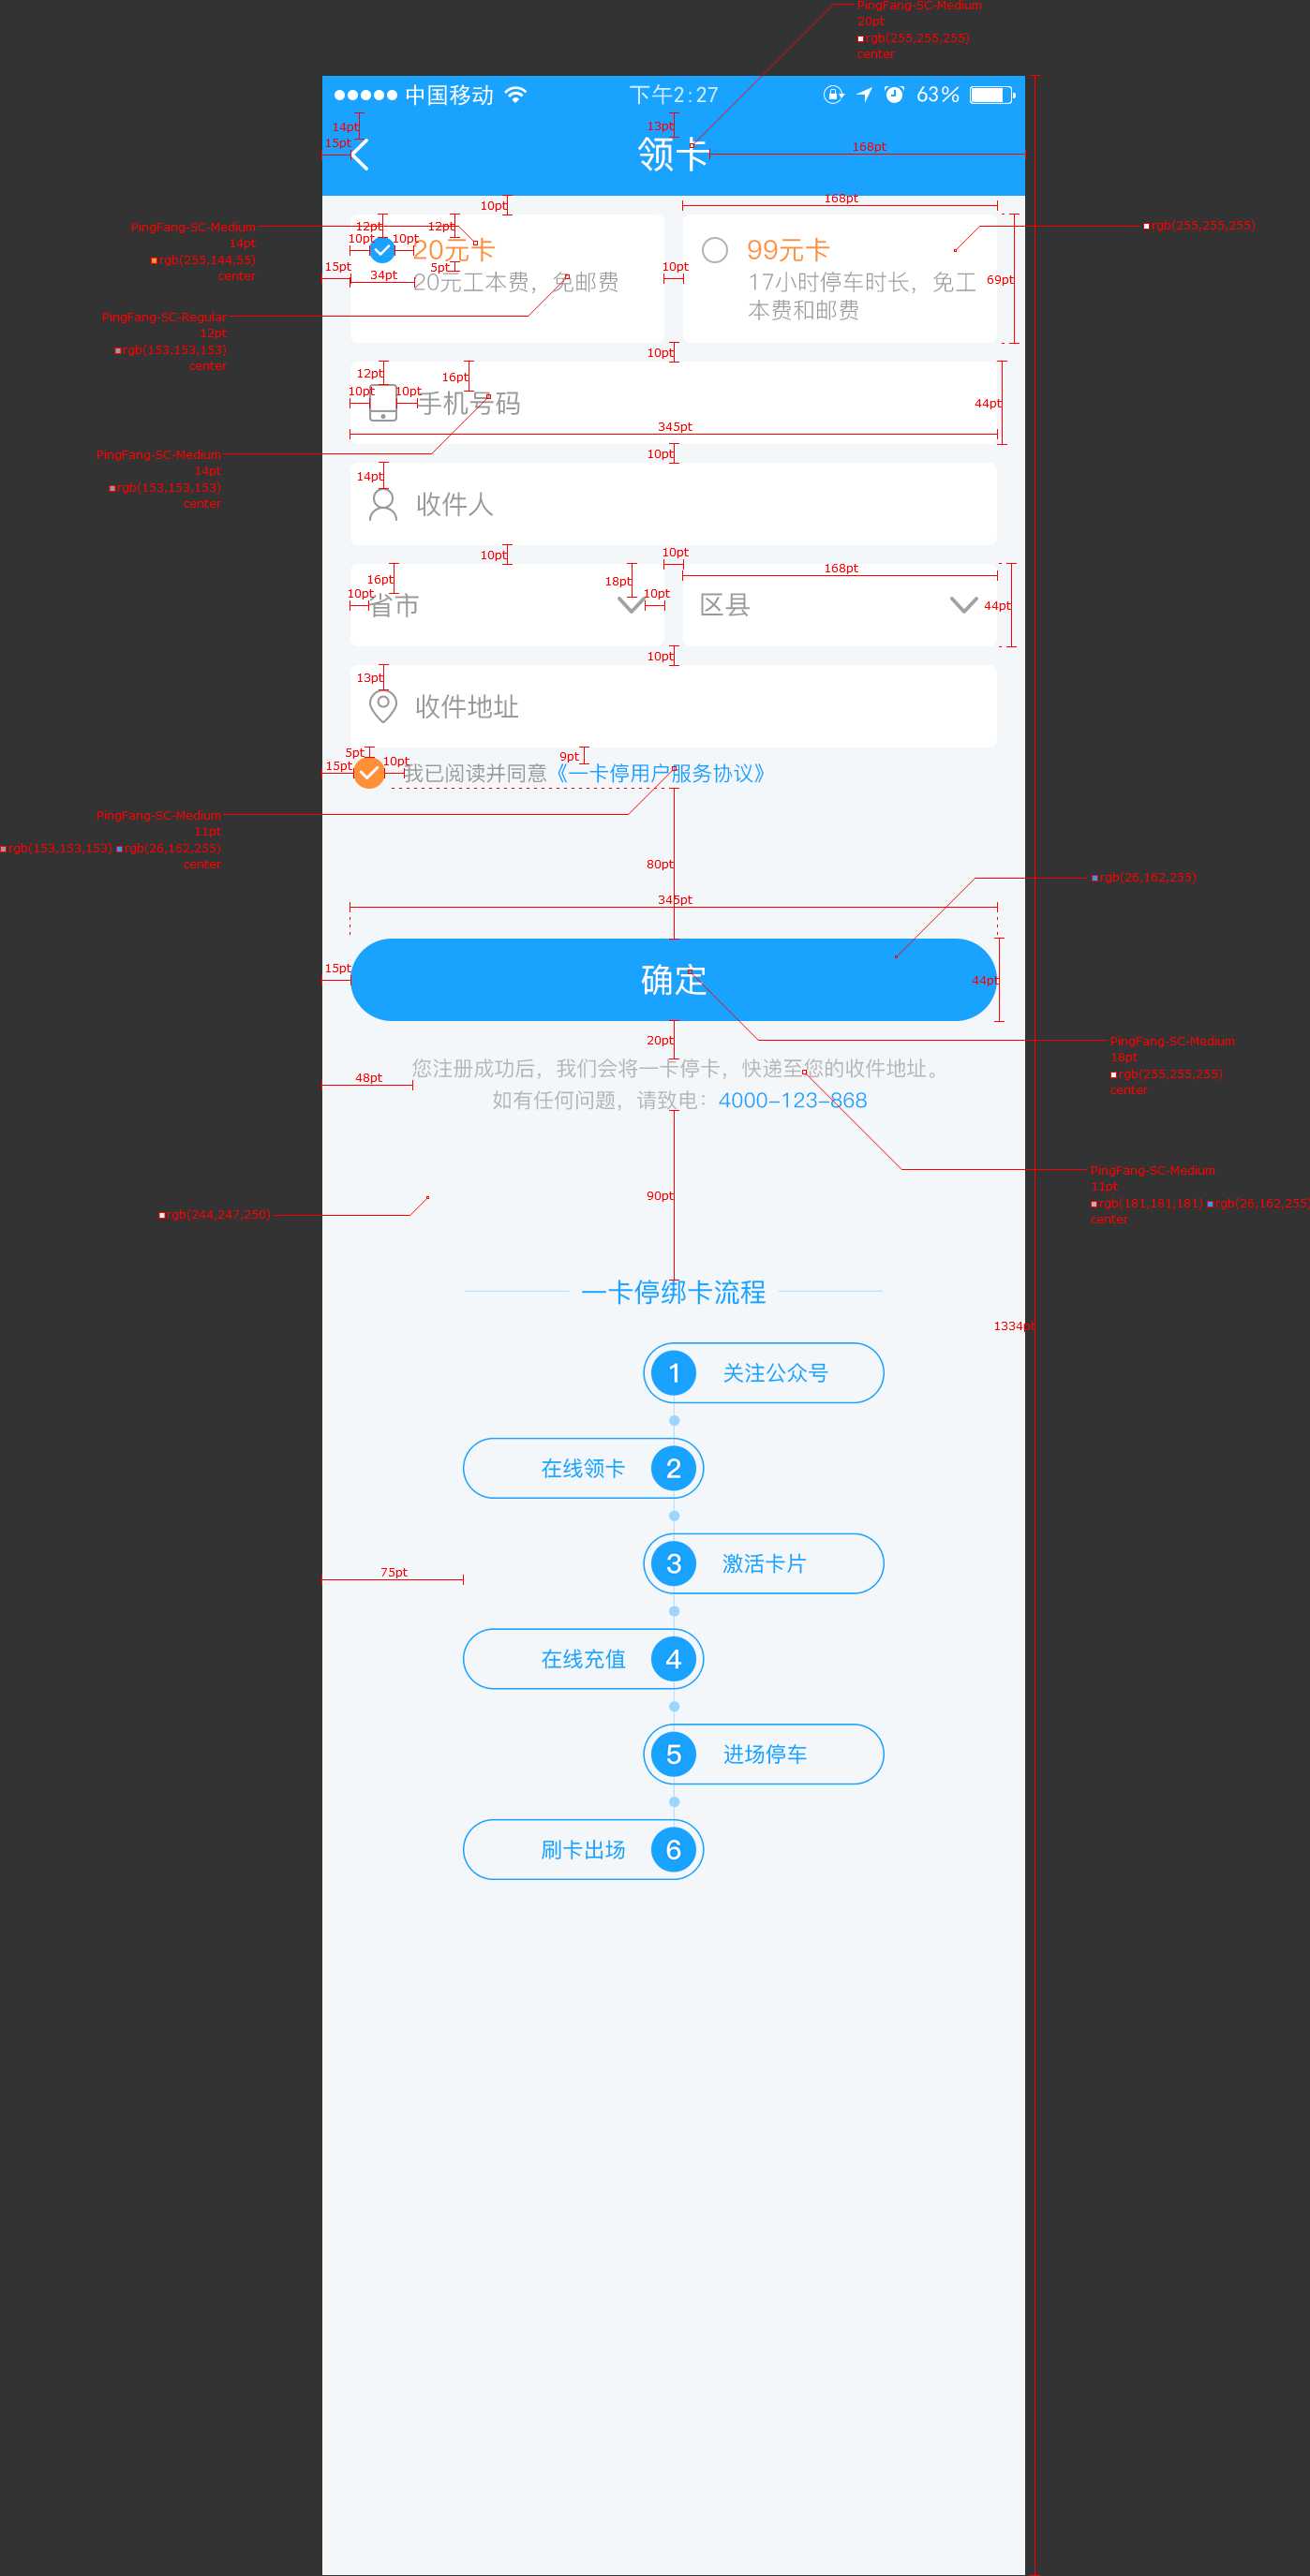 PingFang-SC-Medium
20pt
rgb(255,255,255)
center
中国移动
下午2:27
63%
14pt
13pt
15pt
领卡
168pt
10pt
168pt
PingFang-SC-Medium
14pt
rgb(255,144,55)
center
12pt
12pt
10pt
10pt
20元卡
99元卡
rgb(255,255,255)
15pt
34pt
5pt
20元工本费，免邮费
10pt
17小时停车时长，免工
本费和邮费
69pt
PingFang-SC-Regular
12pt
rgb(153,153,153)
center
10pt
12pt
16pt
10pt
10pt
手机号码
44pt
345pt
PingFang-SC-Medium
14pt
rgb(153,153,153)
center
10pt
14pt
收件人
10pt
10pt
168pt
16pt
18pt
10pt
省市
10pt
区县
44pt
10pt
13pt
收件地址
5pt
9pt
15pt
10pt
我已阅读并同意《一卡停用户服务协议》
PingFang-SC-Medium
11pt
rgb(153,153,153) rgb(26,162,255)
center
80pt
rgb(26,162,255)
345pt
15pt
确定
44pt
20pt
PingFang-SC-Medium
18pt
rgb(255,255,255)
center
您注册成功后，我们会将一卡停卡，快递至您的收件地址。
48pt
如有任何问题，请致电：4000-123-868
PingFang-SC-Medium
11pt
rgb(181,181,181) rgb(26,162,255)
center
90pt
rgb(244,247,250)
一卡停绑卡流程
1334pt
1 关注公众号
在线领卡 2
3 激活卡片
75pt
在线充值 4
5 进场停车
刷卡出场 6